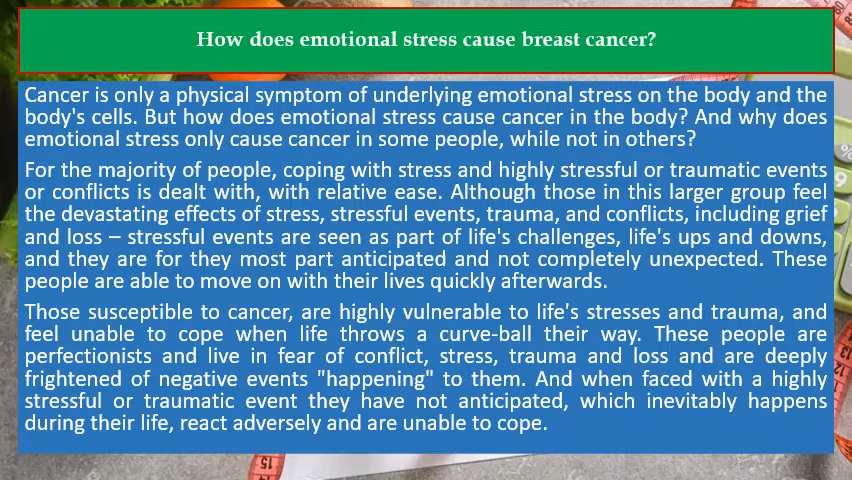 How does emotional stress cause breast cancer?
Cancer is only a physical symptom of underlying emotional stress on the body and the
body's cells. But how does emotional stress cause cancer in the body? And why does
emotional stress only cause cancer in some people, while not in others?
For the majority of people, coping with stress and highly stressful or traumatic events
or conflicts is dealt with, with relative ease. Although those in this larger group feel
the devastating effects of stress, stressful events, trauma, and conflicts, including grief
and loss – stressful events are seen as part of life's challenges, life's ups and downs,
and they are for they most part anticipated and not completely unexpected. These
people are able to move on with their lives quickly afterwards.
Those susceptible to cancer, are highly vulnerable to life's stresses and trauma, and
feel unable to cope when life throws a curve-ball their way. These people are
perfectionists and live in fear of conflict, stress, trauma and loss and are deeply
frightened of negative events "happening" to them. And when faced with a highly
stressful or traumatic event they have not anticipated, which inevitably happens
during their life, react adversely and are unable to cope.
15